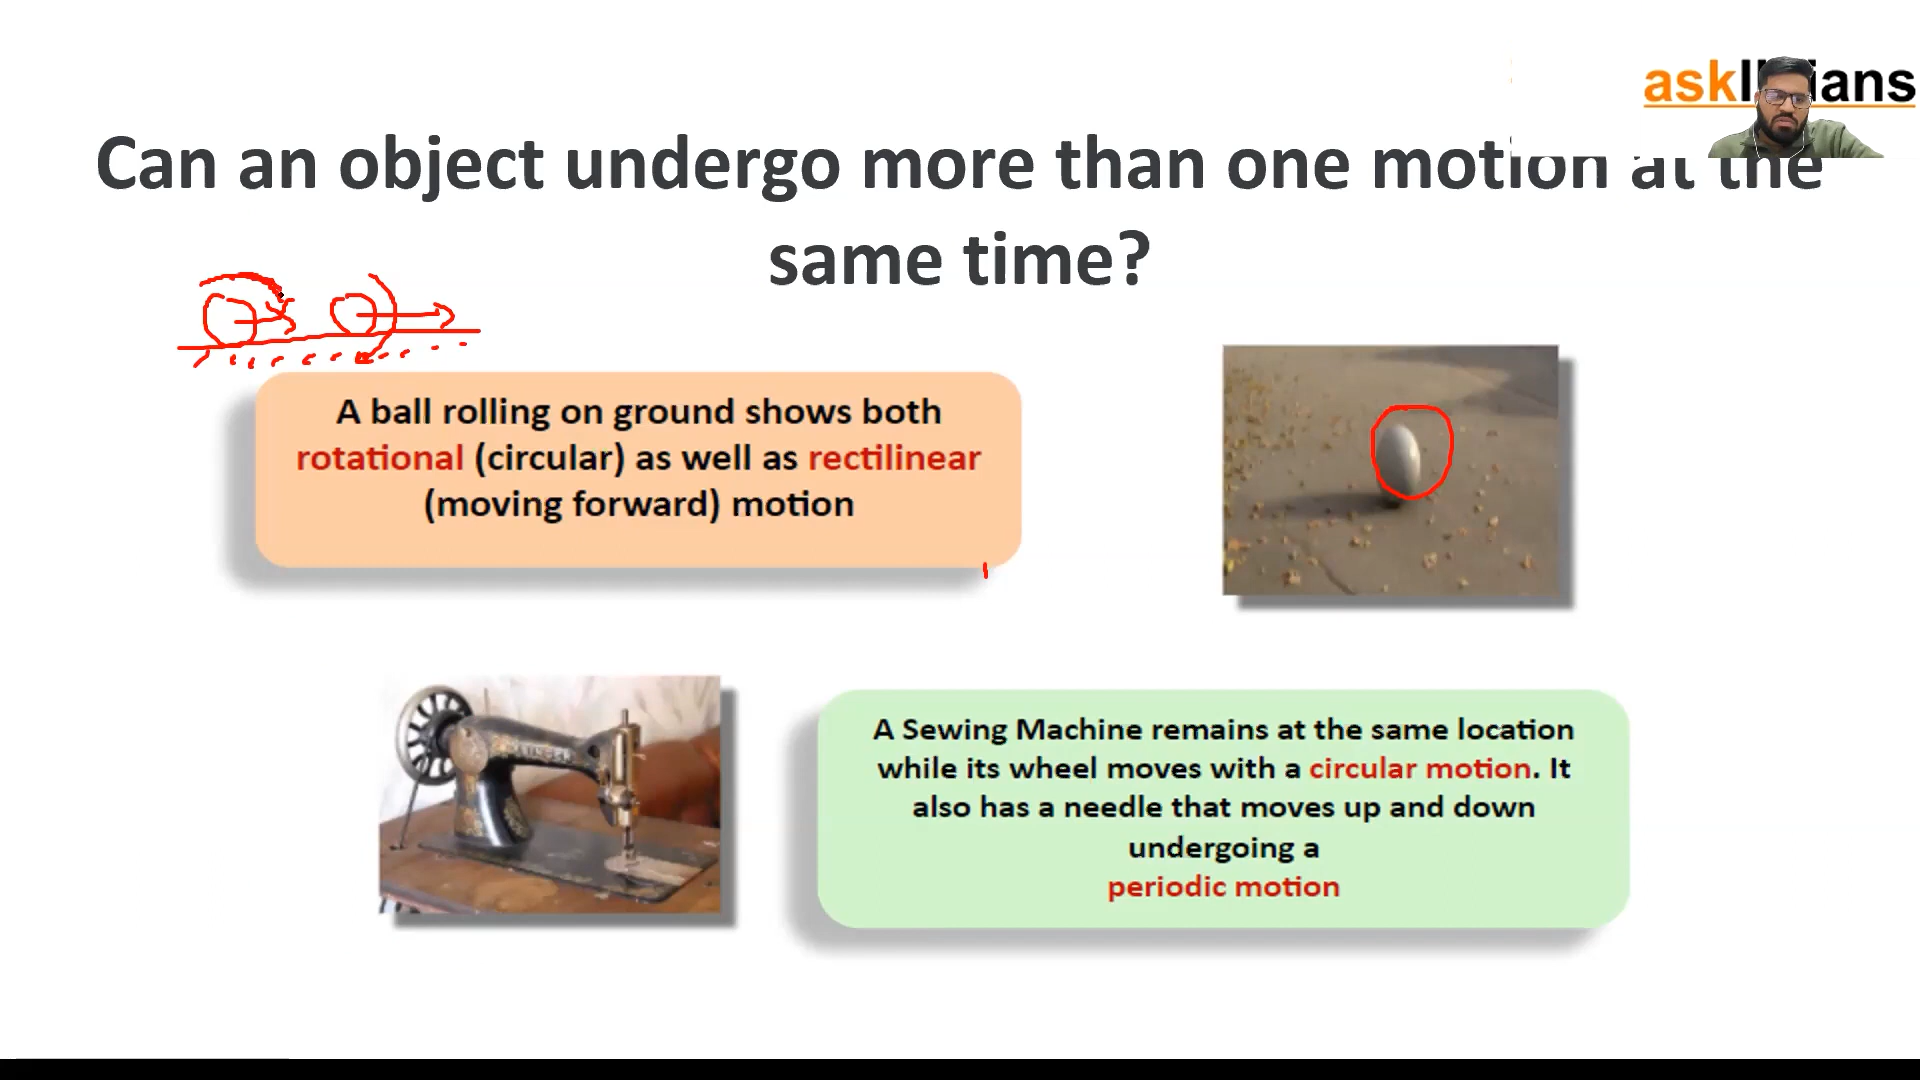 Can an object undergo more than one motion at the
same time?
A ball rolling on ground shows both
rotational (circular) as well as rectilinear
(moving forward) motion
A Sewing Machine remains at the same location
while its wheel moves with a circular motion. It
also has a needle that moves up and down
undergoing a
periodic motion